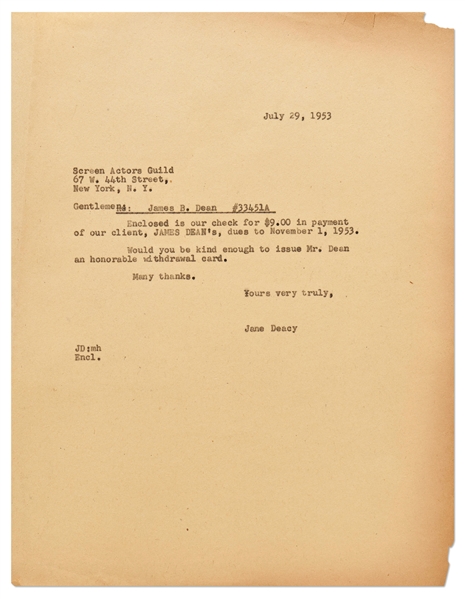 July 29, 1953
Screen Actors Guild
67 W. 44th Street,.
New York, N. Y.
Gentlemen: James B. Dean #33451A
Enclosed is our check for $9.00 in payment
of our client, JAMES DEAN's, dues to November 1, 1953.
Would you be kind enough to issue Mr. Dean
an honorable withdrawal card.
Many thanks.
Yours very truly,
Jane Deacy
JD:mh
Encl.